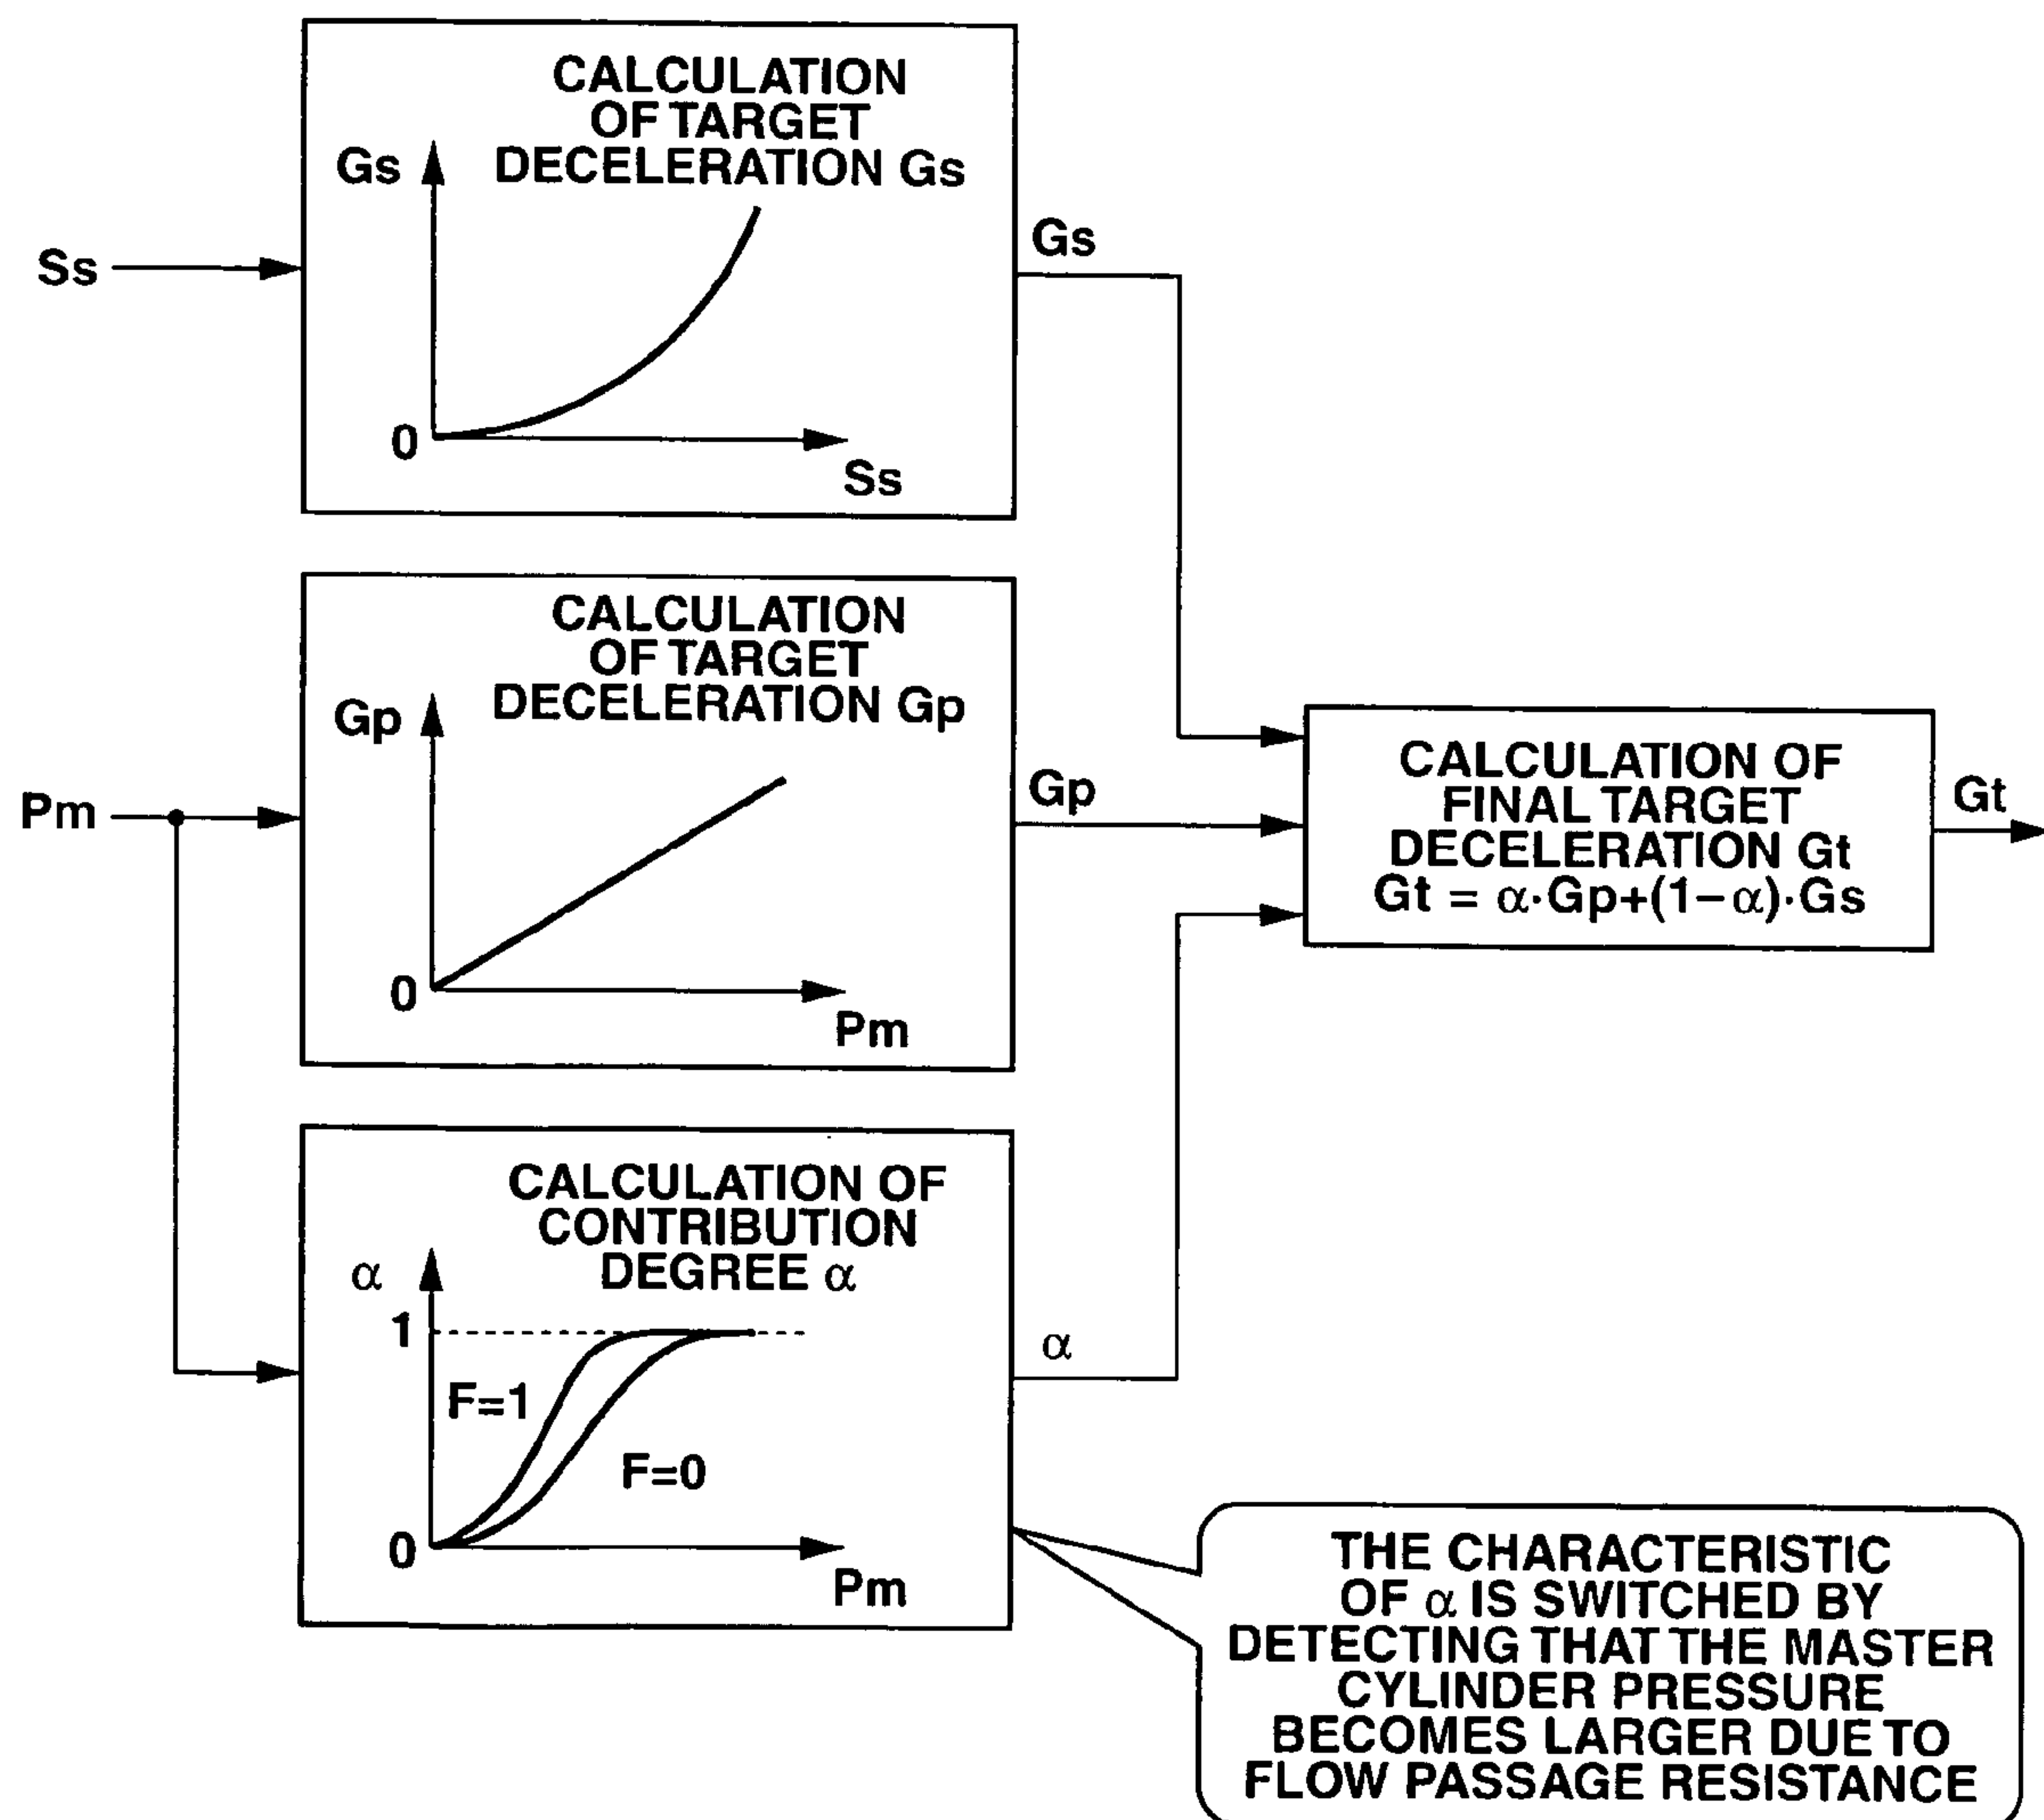 CALCULATION
OF TARGET
DECELERATION Gs
Gs
0
Ss
Ss
Gs
CALCULATION
OF TARGET
DECELERATION Gp
Gp
0
Pm
Pm
Gp
CALCULATION OF
FINAL TARGET
DECELERATION Gt
Gt = α·Gp+(1−α)·Gs
Gt
CALCULATION OF
CONTRIBUTION
DEGREE α
α
1
F=1
F=0
0
Pm
α
THE CHARACTERISTIC
OF α IS SWITCHED BY
DETECTING THAT THE MASTER
CYLINDER PRESSURE
BECOMES LARGER DUE TO
FLOW PASSAGE RESISTANCE